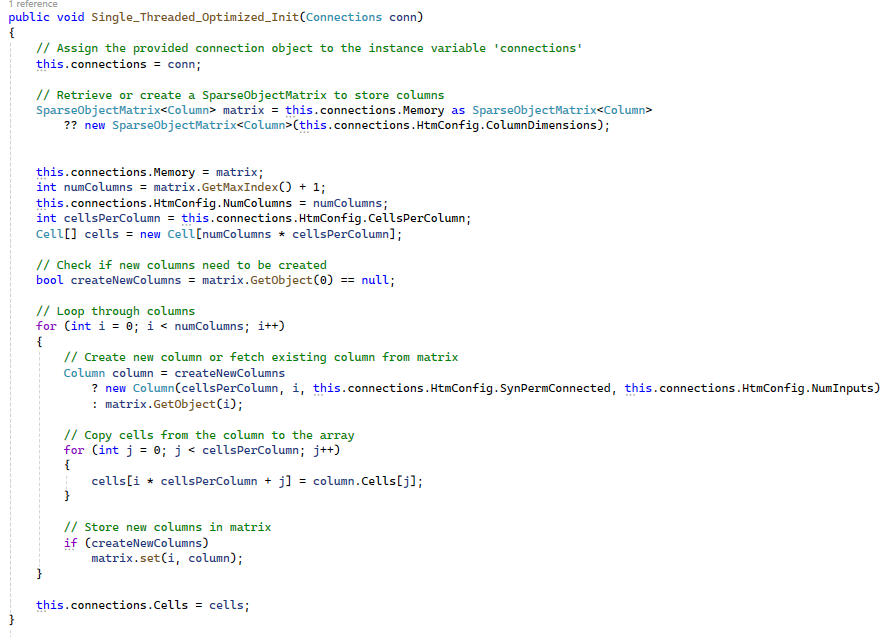 1 reference
public void Single_Threaded_Optimized_Init(Connections conn)
{
    // Assign the provided connection object to the instance variable 'connections'
    this.connections = conn;
    // Retrieve or create a SparseObjectMatrix to store columns
    SparseObjectMatrix<Column> matrix = this.connections.Memory as SparseObjectMatrix<Column>
        ?? new SparseObjectMatrix<Column>(this.connections.HtmConfig.ColumnDimensions);
    this.connections.Memory = matrix;
    int numColumns = matrix.GetMaxIndex() + 1;
    this.connections.HtmConfig.NumColumns = numColumns;
    int cellsPerColumn = this.connections.HtmConfig.CellsPerColumn;
    Cell[] cells = new Cell[numColumns * cellsPerColumn];
    // Check if new columns need to be created
    bool createNewColumns = matrix.GetObject(0) == null;
    // Loop through columns
    for (int i = 0; i < numColumns; i++)
    {
        // Create new column or fetch existing column from matrix
        Column column = createNewColumns
            ? new Column(cellsPerColumn, i, this.connections.HtmConfig.SynPermConnected, this.connections.HtmConfig.NumInputs)
            : matrix.GetObject(i);
        // Copy cells from the column to the array
        for (int j = 0; j < cellsPerColumn; j++)
        {
            cells[i * cellsPerColumn + j] = column.Cells[j];
        }
        // Store new columns in matrix
        if (createNewColumns)
            matrix.set(i, column);
    }
    this.connections.Cells = cells;
}